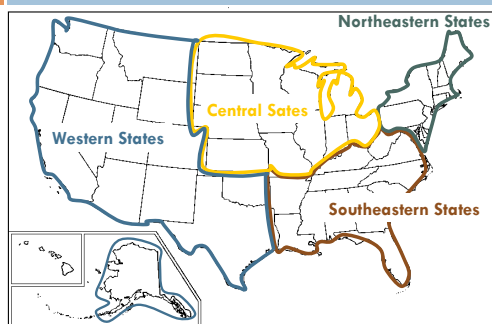 Northeastern States
Central Sates
Western States
Southeastern States